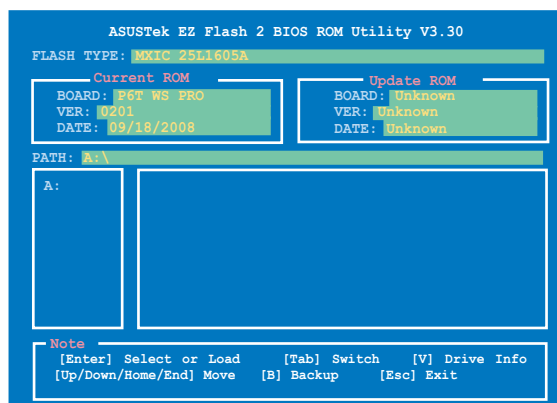 ASUSTek EZ Flash 2 BIOS ROM Utility V3.30
FLASH TYPE: MXIC 25L1605A
Current ROM
BOARD: P6T WS PRO
VER: 0201
DATE: 09/18/2008
Update ROM
BOARD: Unknown
VER: Unknown
DATE: Unknown
PATH: A:\
A:
Note
[Enter] Select or Load [Tab] Switch [V] Drive Info
[Up/Down/Home/End] Move [B] Backup [Esc] Exit